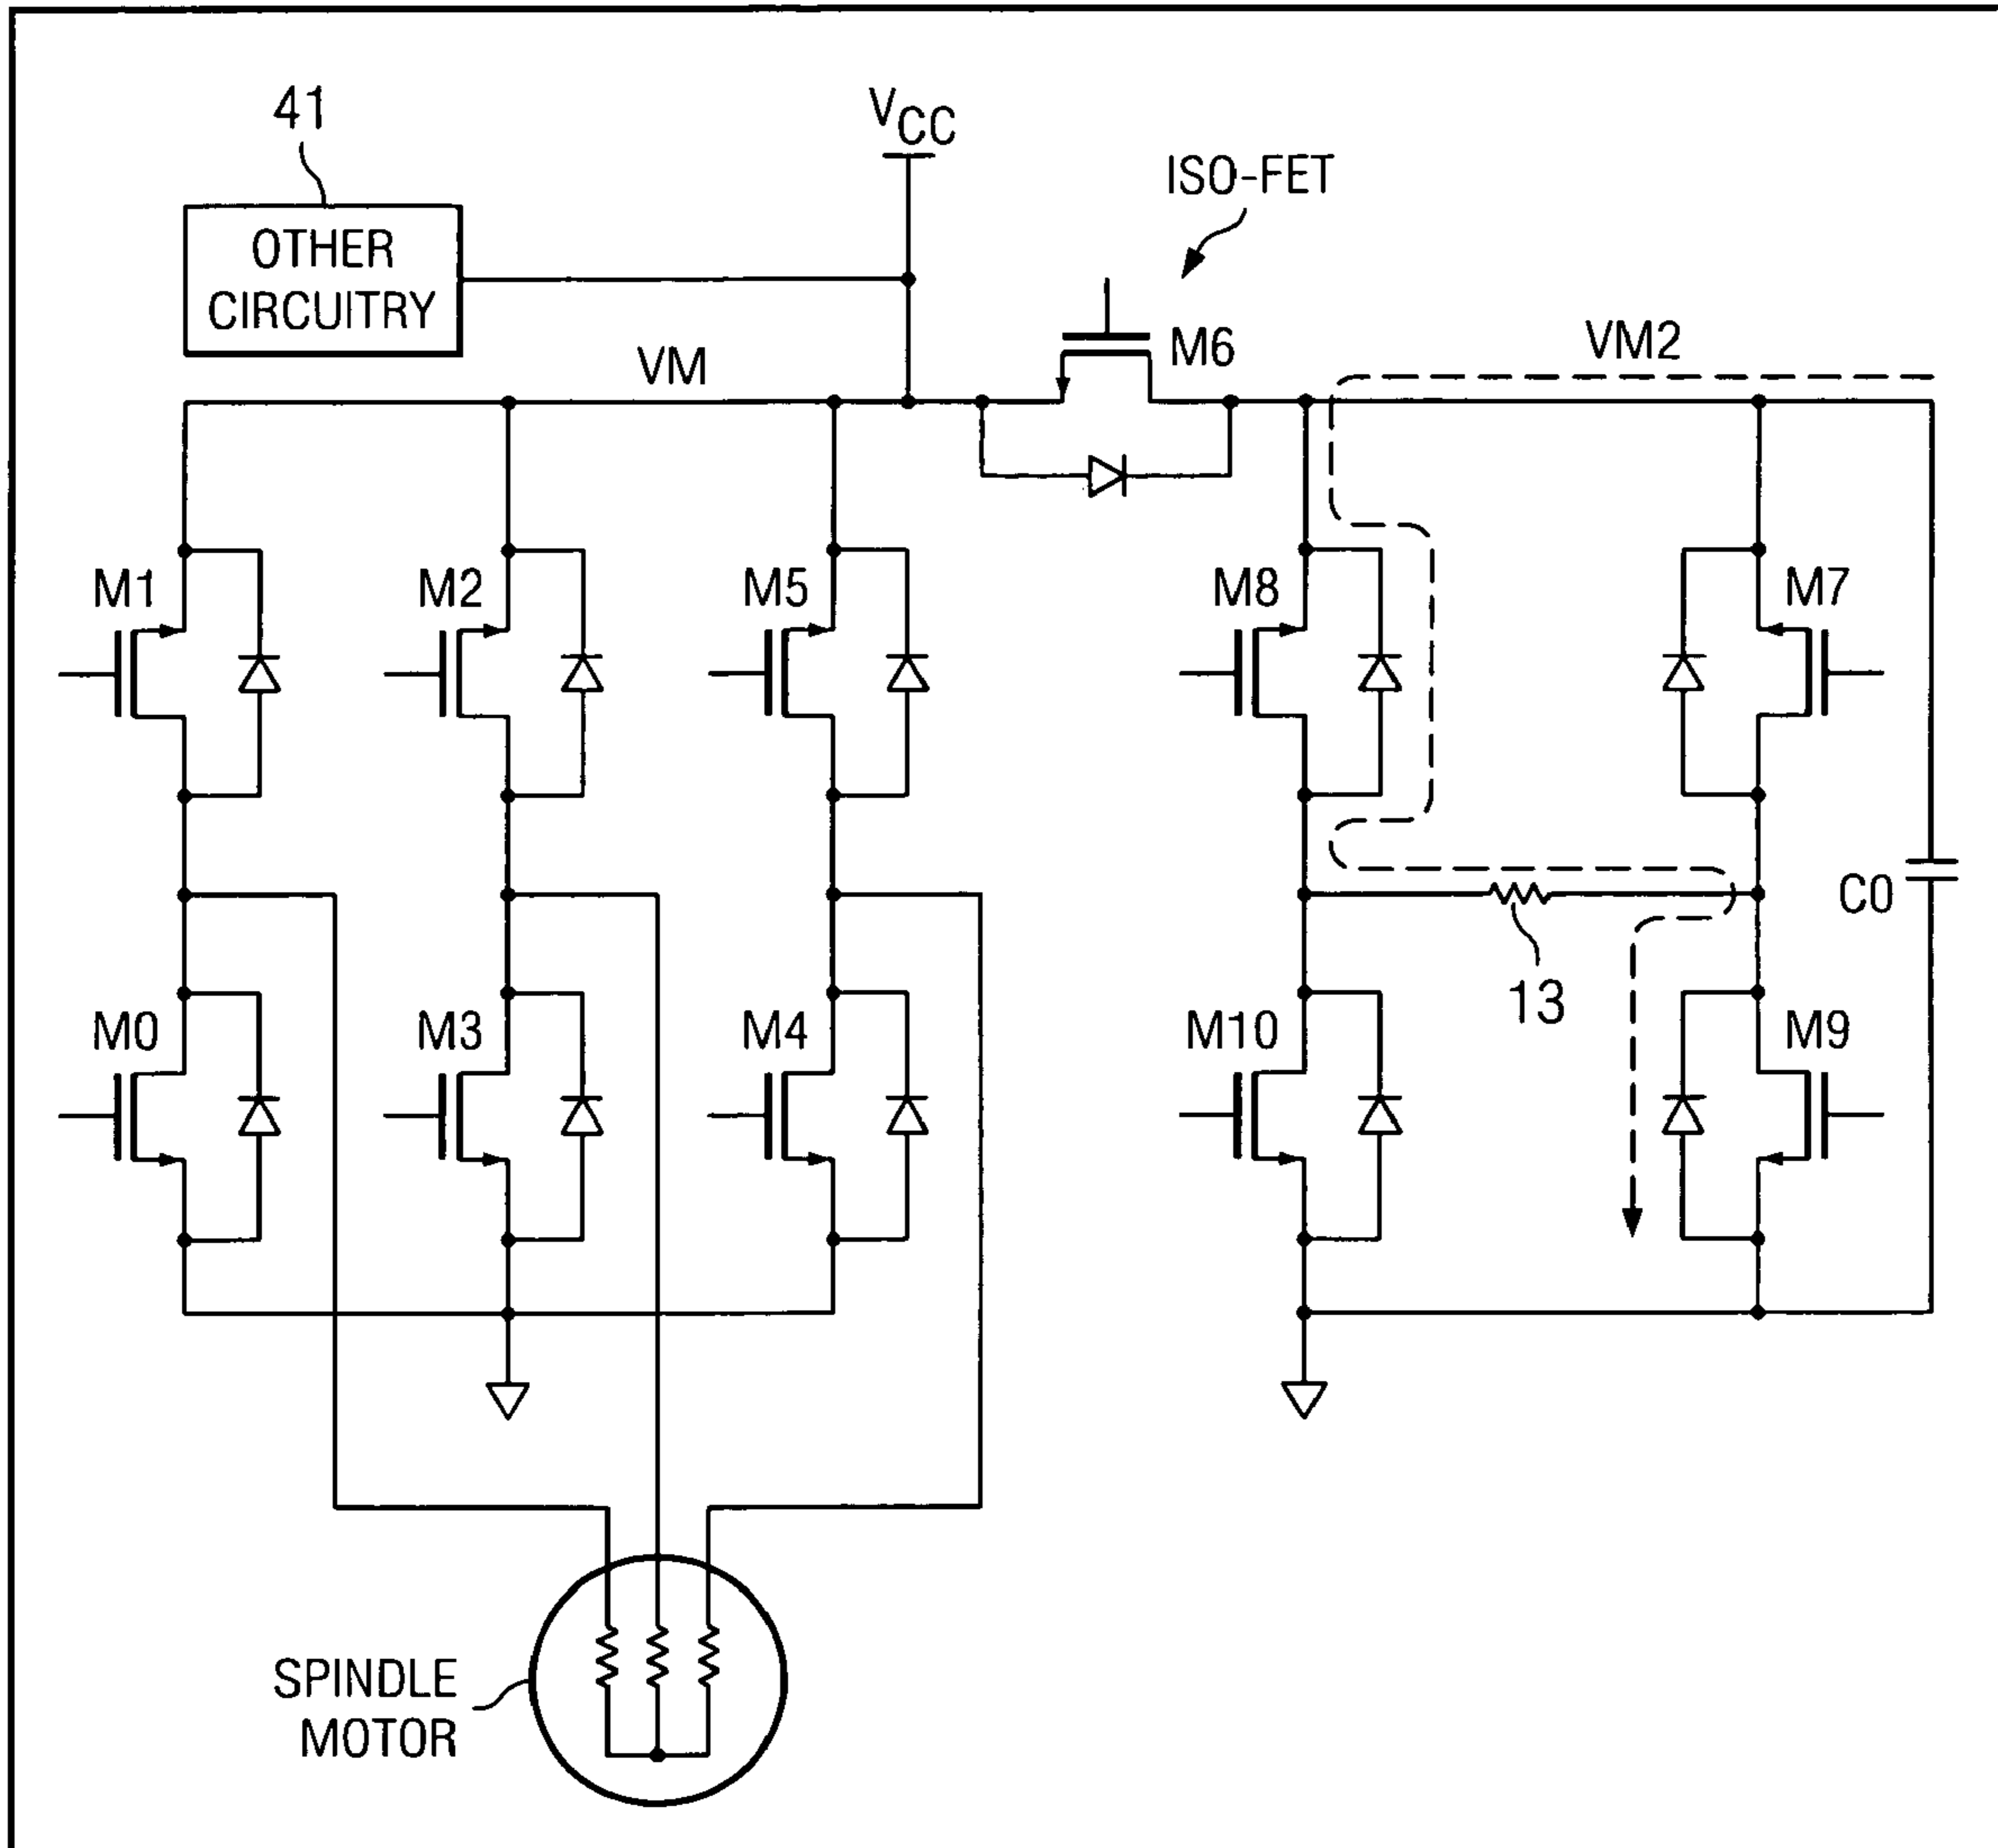 41
VCC
ISO-FET
OTHER
CIRCUITRY
VM
M6
VM2
M1
M2
M5
M8
M7
C0
13
M0
M3
M4
M10
M9
SPINDLE
MOTOR